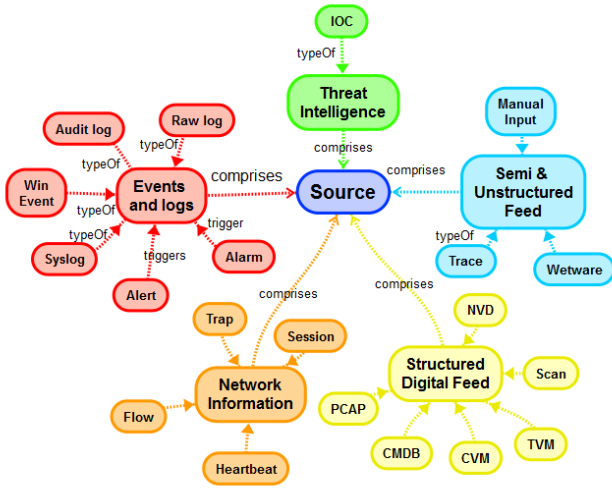 IOC
typeOf
Threat
Intelligence
comprises
Manual
Input
Raw log
Audit log
typeOf
typeOf
Win
Event
Events
and logs
comprises
Source
comprises
Semi &
Unstructured
Feed
typeOf
typeOf
trigger
typeOf
Syslog
triggers
Alarm
Trace
Wetware
Alert
comprises
comprises
Trap
Session
NVD
Network
Information
Structured
Digital Feed
Scan
Flow
PCAP
CMDB
CVM
TVM
Heartbeat